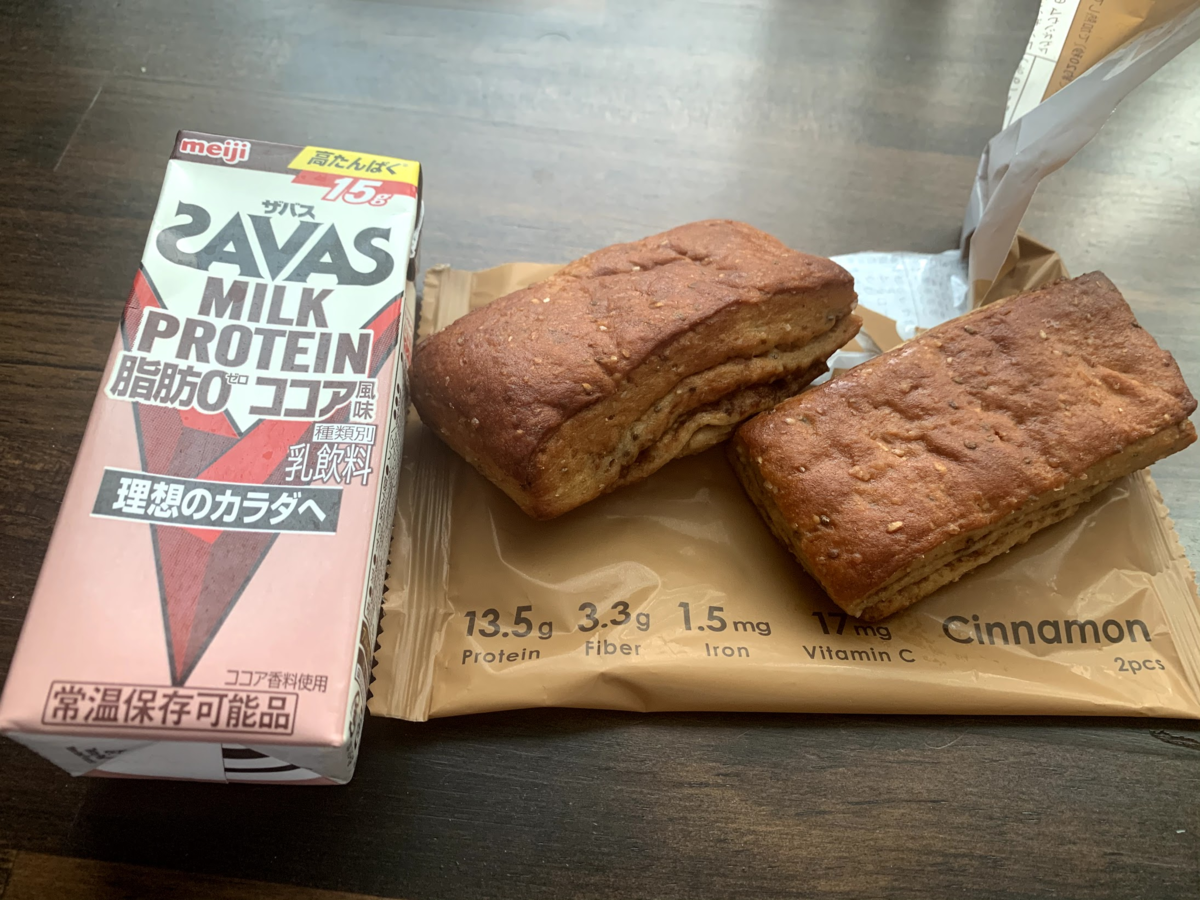 meiji
高たんぱく
15g
ザバス
SAVAS
MILK
PROTEIN
脂肪0ゼロ ココア風味
種類別
乳飲料
理想のカラダへ
ココア香料使用
常温保存可能品
13.5g
Protein
3.3g
Fiber
1.5mg
Iron
17mg
Vitamin C
Cinnamon
2pcs